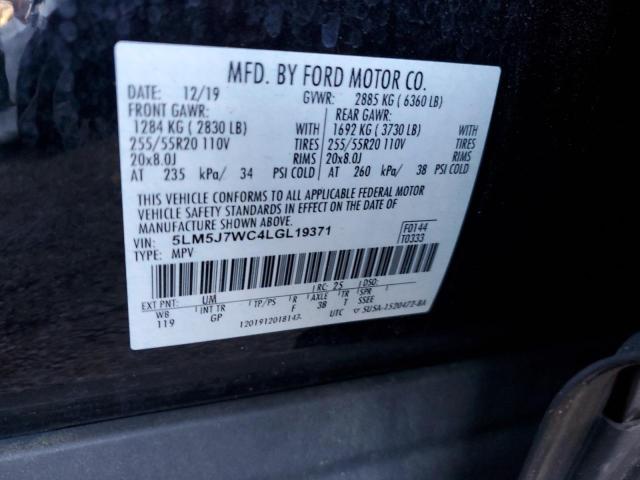 MFD. BY FORD MOTOR CO.
DATE: 12/19 GVWR: 2885 KG ( 6360 LB)
FRONT GAWR: REAR GAWR:
1284 KG ( 2830 LB) WITH 1692 KG ( 3730 LB) WITH
255/55R20 110V TIRES 255/55R20 110V TIRES
20x8.0J RIMS 20x8.0J RIMS
AT 235 kPa/ 34 PSI COLD AT 260 kPa/ 38 PSI COLD
THIS VEHICLE CONFORMS TO ALL APPLICABLE FEDERAL MOTOR
VEHICLE SAFETY STANDARDS IN EFFECT ON THE DATE OF
MANUFACTURE SHOWN ABOVE.
VIN: 5LM5J7WC4LGL19371 F0144
TYPE: MPV T0333
EXT PNT: UM RC: 25 DSO:
WB INT TR TP/PS R AXLE TR SPR
119 GP F 38 T SSEE
1201912018143 UTC 5USA-1520472-BA